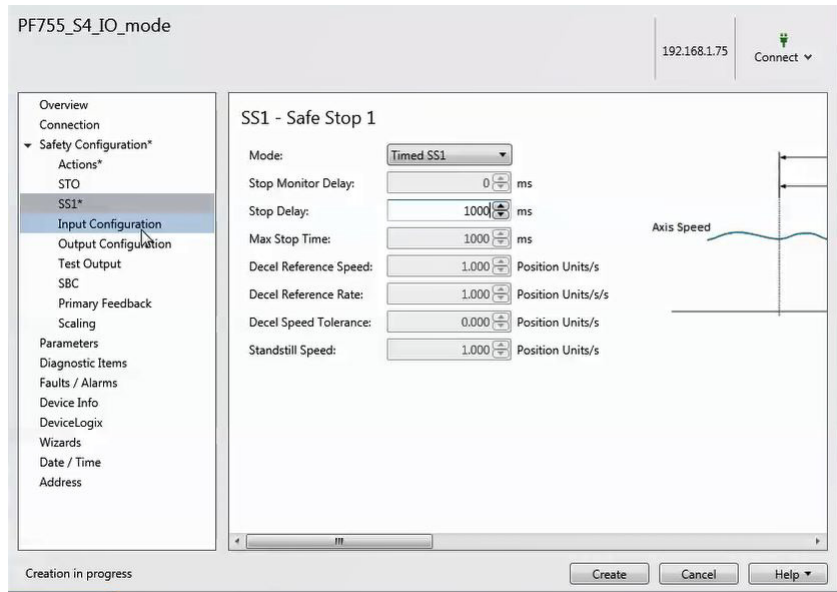 PF755_S4_IO_mode
192.168.1.75
Connect
Overview
Connection
Safety Configuration*
Actions*
STO
SS1*
Input Configuration
Output Configuration
Test Output
SBC
Primary Feedback
Scaling
Parameters
Diagnostic Items
Faults / Alarms
Device Info
DeviceLogix
Wizards
Date / Time
Address
SS1 - Safe Stop 1
Mode: Timed SS1
Stop Monitor Delay: 0 ms
Stop Delay: 1000 ms
Max Stop Time: 1000 ms
Decel Reference Speed: 1.000 Position Units/s
Decel Reference Rate: 1.000 Position Units/s/s
Decel Speed Tolerance: 0.000 Position Units/s
Standstill Speed: 1.000 Position Units/s
Axis Speed
Creation in progress
Create
Cancel
Help